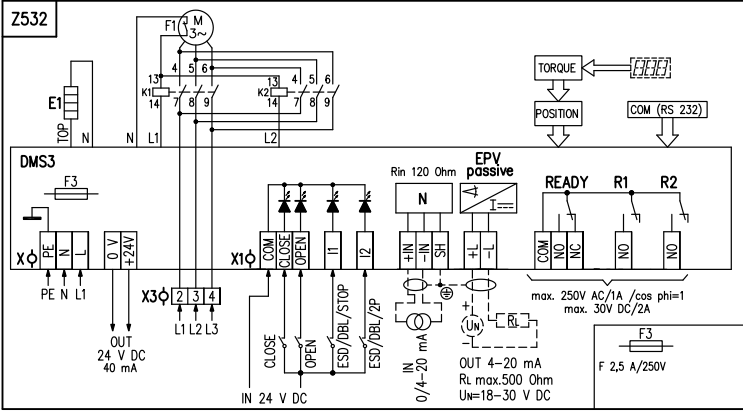 Z532
F1
M
3~
4 5 6
13
K1
14
7 8 9
13
K2
14
4
5
6
7 8 9
E1
TOP
N
N
L1
L2
TORQUE
POSITION
COM (RS 232)
DMS3
F3
X
PE
N
L
PE N L1
0 V
+24V
OUT
24 V DC
40 mA
X3
2 3 4
L1 L2 L3
X1
COM
CLOSE
OPEN
I1
I2
CLOSE
OPEN
ESD/DBL/STOP
ESD/DBL/2P
IN 24 V DC
Rin 120 Ohm
N
+IN
-IN
SH
IN
0/4-20 mA
EPV
passive
I
+L
-L
+
UN
-
RL
OUT 4-20 mA
RL max.500 Ohm
UN=18-30 V DC
READY R1 R2
COM
NO
NC
NO
NO
max. 250V AC/1A /cos phi=1
max. 30V DC/2A
F3
F 2,5 A/250V